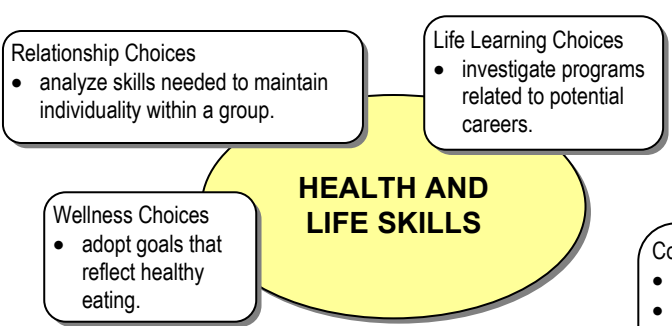 Relationship Choices
• analyze skills needed to maintain
individuality within a group.
Life Learning Choices
• investigate programs
related to potential
careers.
HEALTH AND
LIFE SKILLS
Wellness Choices
• adopt goals that
reflect healthy
eating.